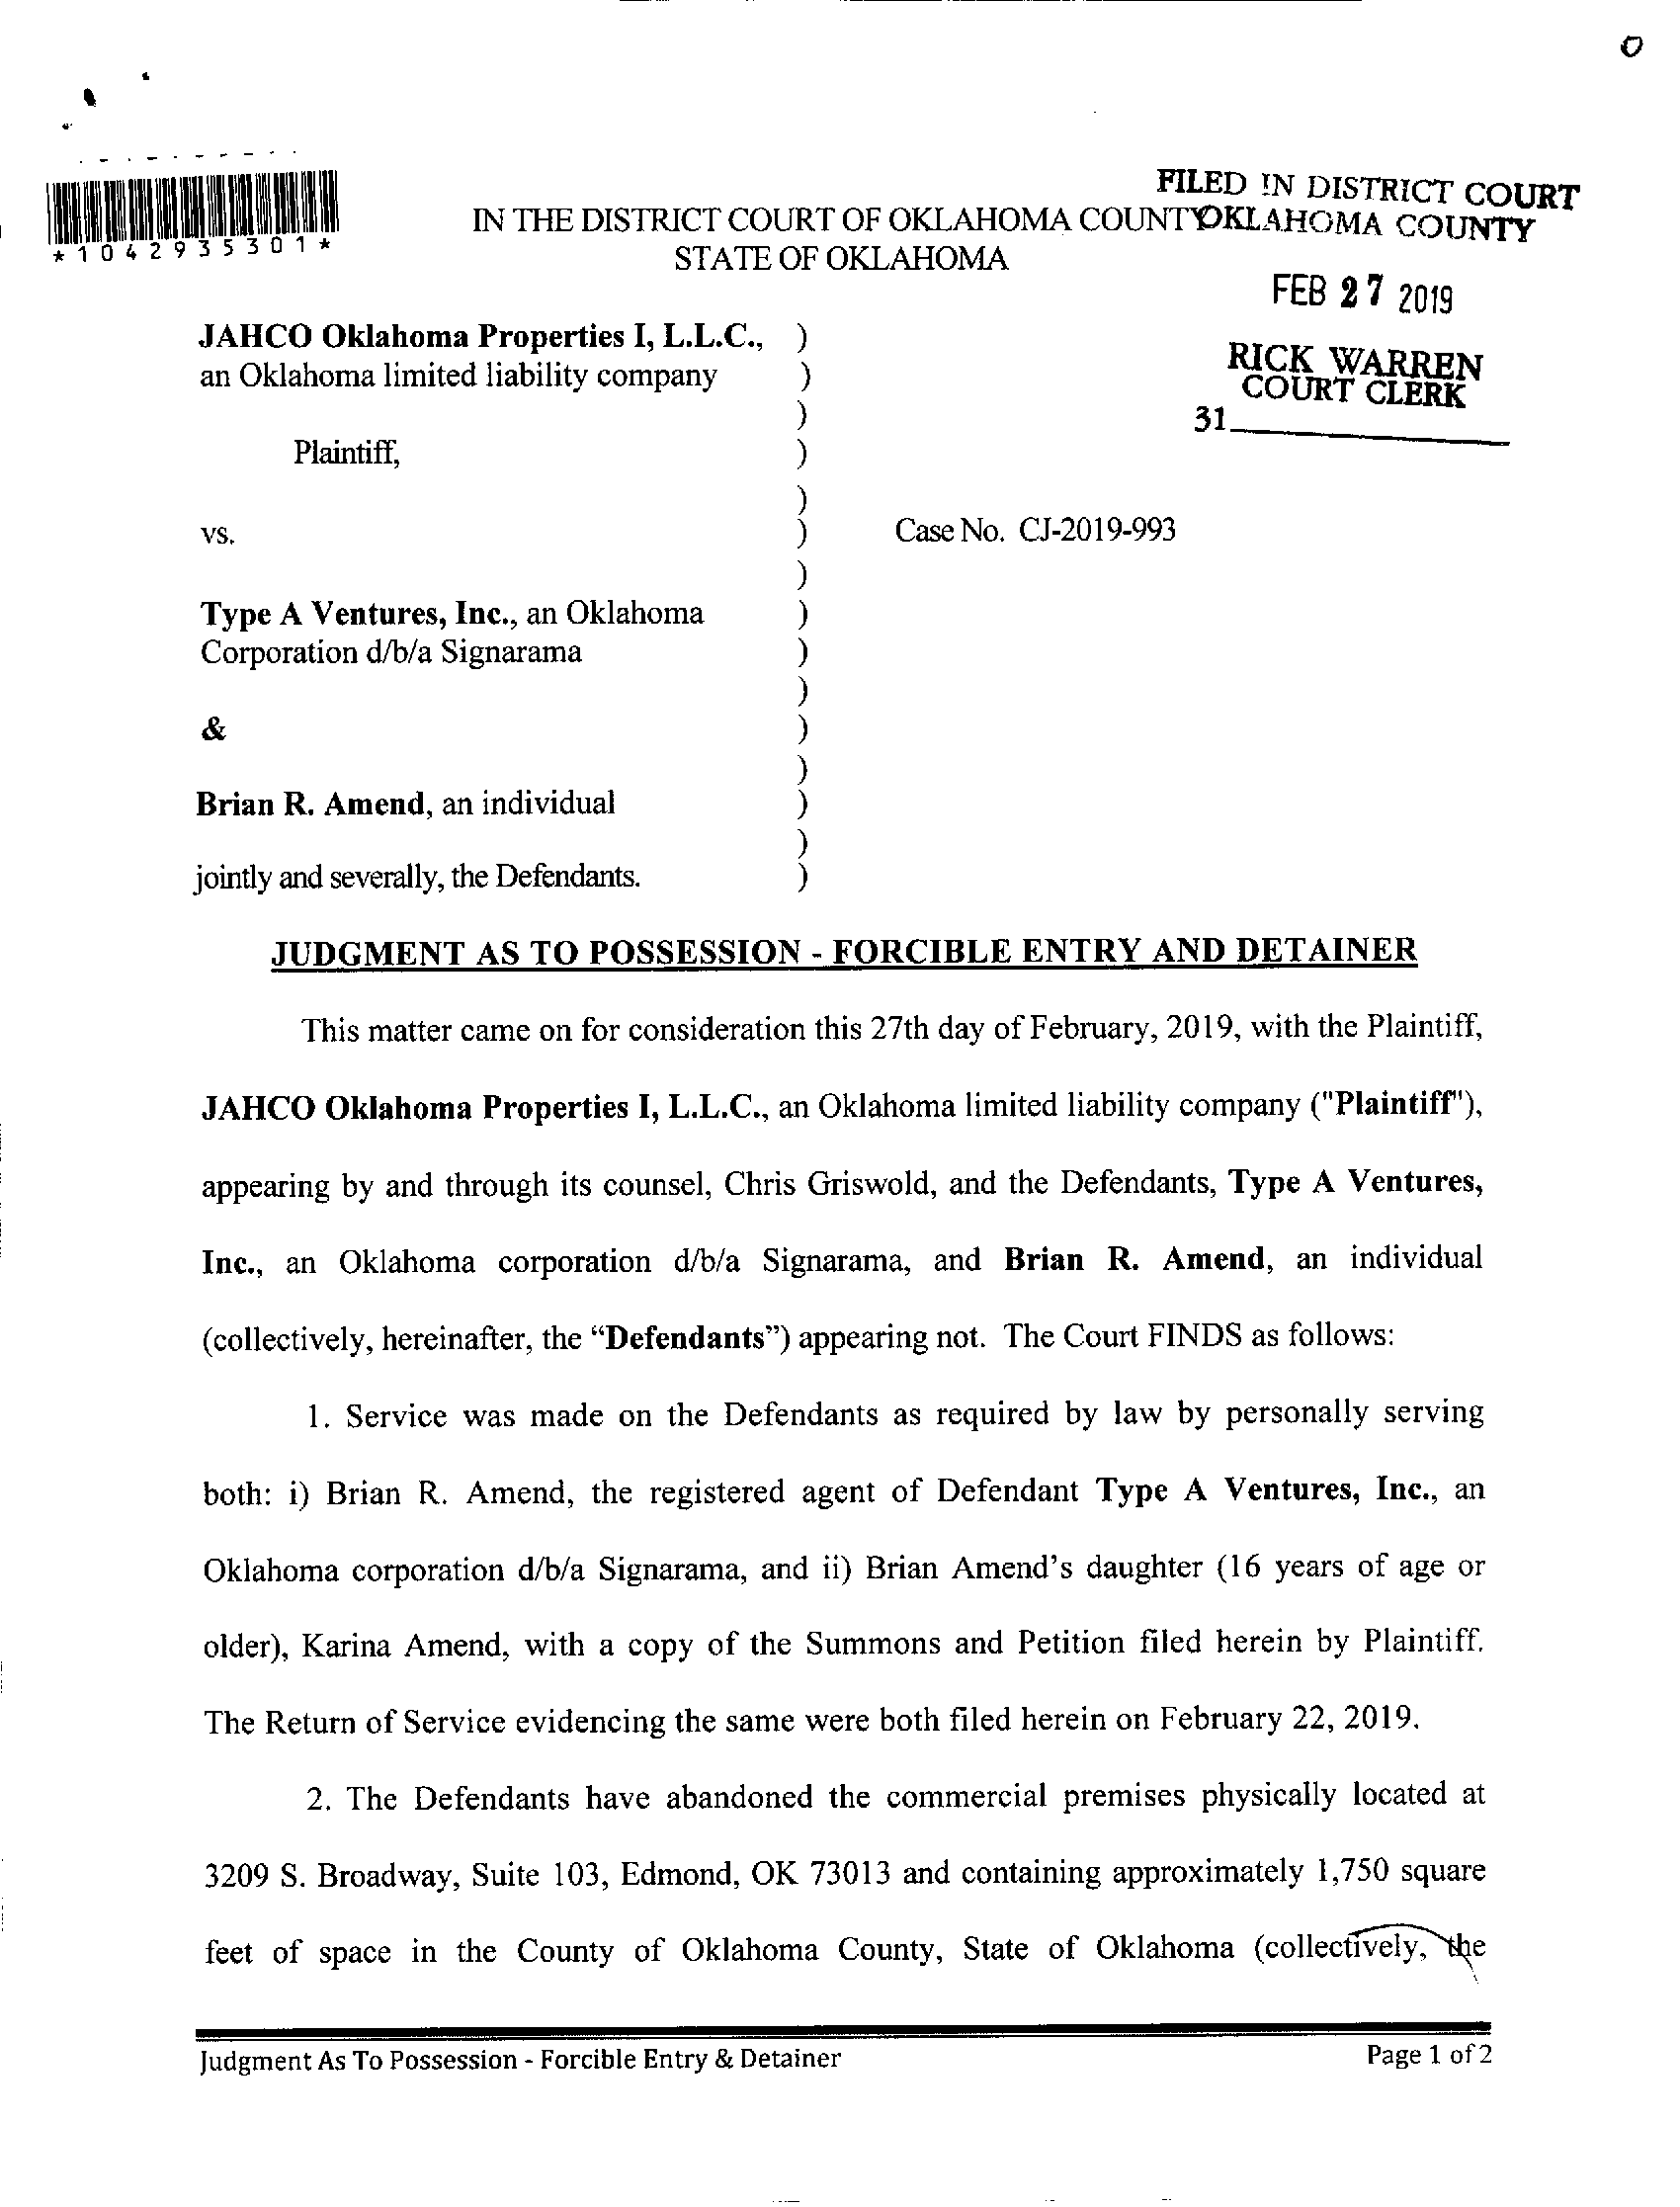 0
*1042935301*
FILED IN DISTRICT COURT
OKLAHOMA COUNTY
IN THE DISTRICT COURT OF OKLAHOMA COUNTY
STATE OF OKLAHOMA
FEB 27 2019
RICK WARREN
COURT CLERK
31
JAHCO Oklahoma Properties I, L.L.C., )
an Oklahoma limited liability company )
)
Plaintiff, )
)
vs. ) Case No. CJ-2019-993
)
Type A Ventures, Inc., an Oklahoma )
Corporation d/b/a Signarama )
)
& )
)
Brian R. Amend, an individual )
)
jointly and severally, the Defendants. )
JUDGMENT AS TO POSSESSION - FORCIBLE ENTRY AND DETAINER
This matter came on for consideration this 27th day of February, 2019, with the Plaintiff,
JAHCO Oklahoma Properties I, L.L.C., an Oklahoma limited liability company ("Plaintiff"),
appearing by and through its counsel, Chris Griswold, and the Defendants, Type A Ventures,
Inc., an Oklahoma corporation d/b/a Signarama, and Brian R. Amend, an individual
(collectively, hereinafter, the “Defendants”) appearing not. The Court FINDS as follows:
1. Service was made on the Defendants as required by law by personally serving
both: i) Brian R. Amend, the registered agent of Defendant Type A Ventures, Inc., an
Oklahoma corporation d/b/a Signarama, and ii) Brian Amend’s daughter (16 years of age or
older), Karina Amend, with a copy of the Summons and Petition filed herein by Plaintiff.
The Return of Service evidencing the same were both filed herein on February 22, 2019.
2. The Defendants have abandoned the commercial premises physically located at
3209 S. Broadway, Suite 103, Edmond, OK 73013 and containing approximately 1,750 square
feet of space in the County of Oklahoma County, State of Oklahoma (collectively, the
Judgment As To Possession - Forcible Entry & Detainer Page 1 of 2